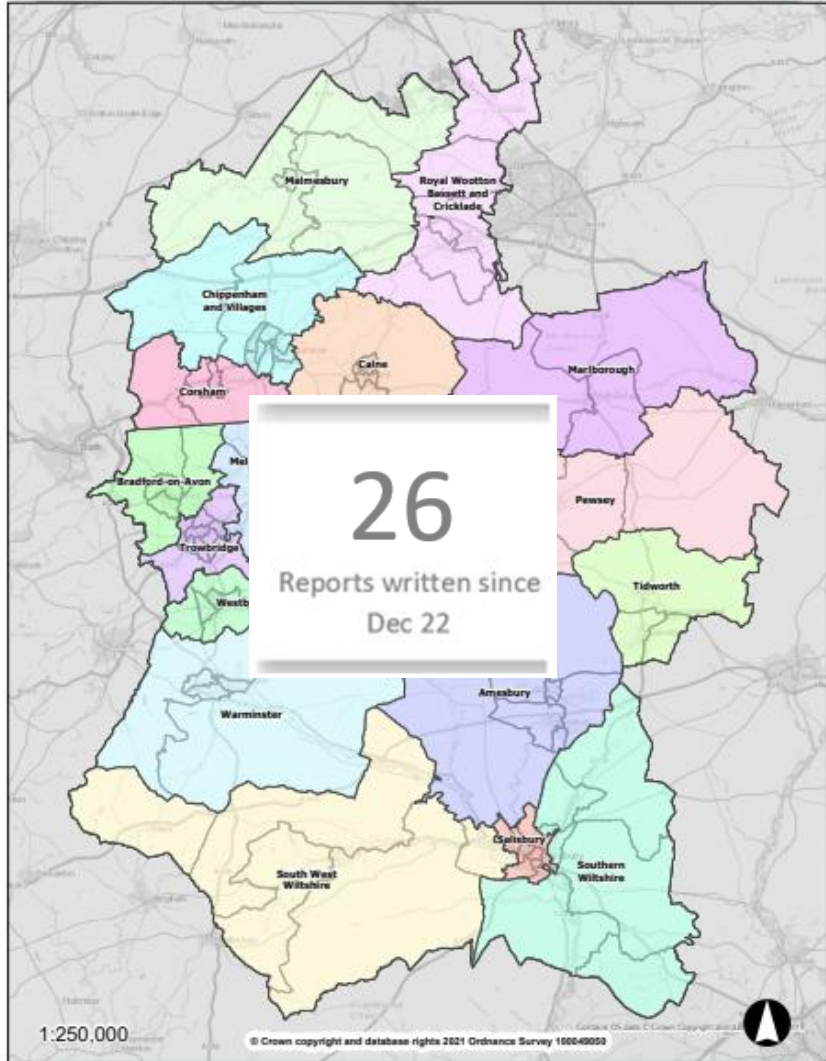 Malmesbury
Royal Wootton
Bassett and
Cricklade
Chippenham
and Villages
Calne
Marlborough
Corsham
Mel
Bradford-on-Avon
26
Pewsey
Trowbridge
Reports written since
Tidworth
Westb
Dec 22
Amesbury
Warminster
Salisbury
South West
Wiltshire
Southern
Wiltshire
1:250,000
© Crown copyright and database rights 2021 Ordnance Survey 100049050